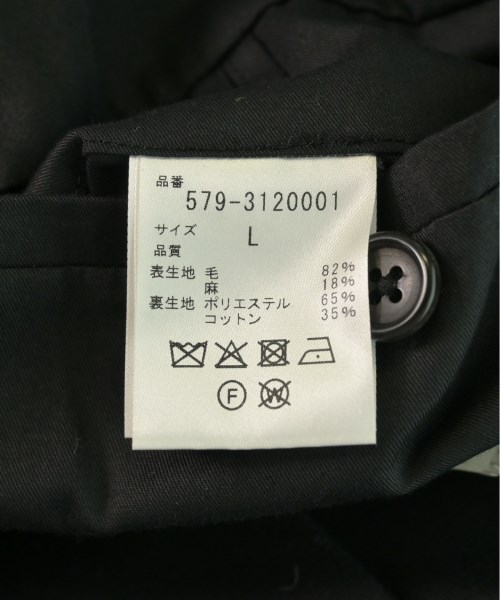 品番
579-3120001
サイズ L
品質
表生地 毛 82%
麻 18%
裏生地 ポリエステル 65%
コットン 35%
F W